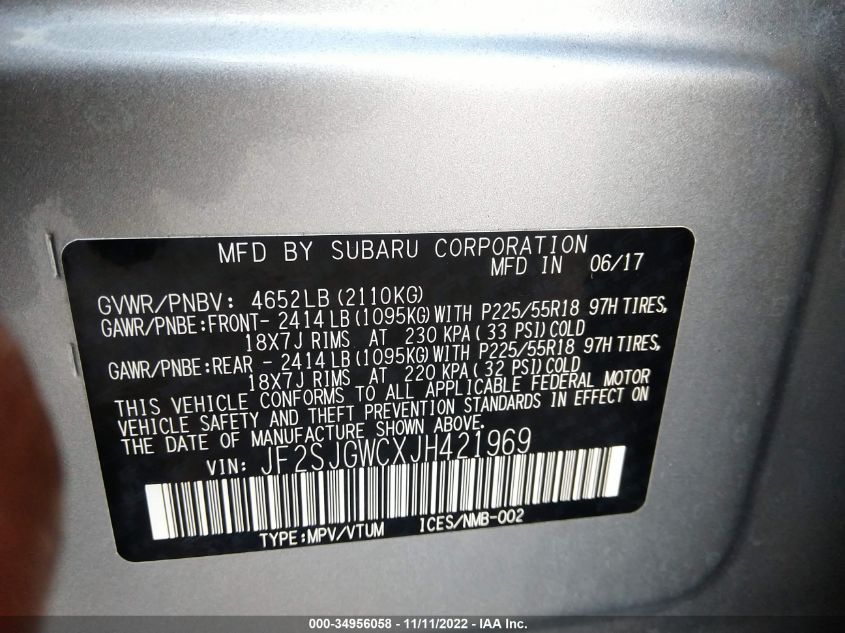 MFD BY SUBARU CORPORATION
MFD IN 06/17
GVWR/PNBV: 4652LB (2110KG)
GAWR/PNBE:FRONT- 2414LB (1095KG) WITH P225/55R18 97H TIRES,
18X7J RIMS AT 230 KPA (33 PSI) COLD
GAWR/PNBE:REAR - 2414LB (1095KG) WITH P225/55R18 97H TIRES,
18X7J RIMS AT 220 KPA (32 PSI) COLD
THIS VEHICLE CONFORMS TO ALL APPLICABLE FEDERAL MOTOR
VEHICLE SAFETY AND THEFT PREVENTION STANDARDS IN EFFECT ON
THE DATE OF MANUFACTURE SHOWN ABOVE.
VIN: JF2SJGWCXJH421969
TYPE:MPV/VTUM ICES/NMB-002
000-34956058 - 11/11/2022 - IAA Inc.